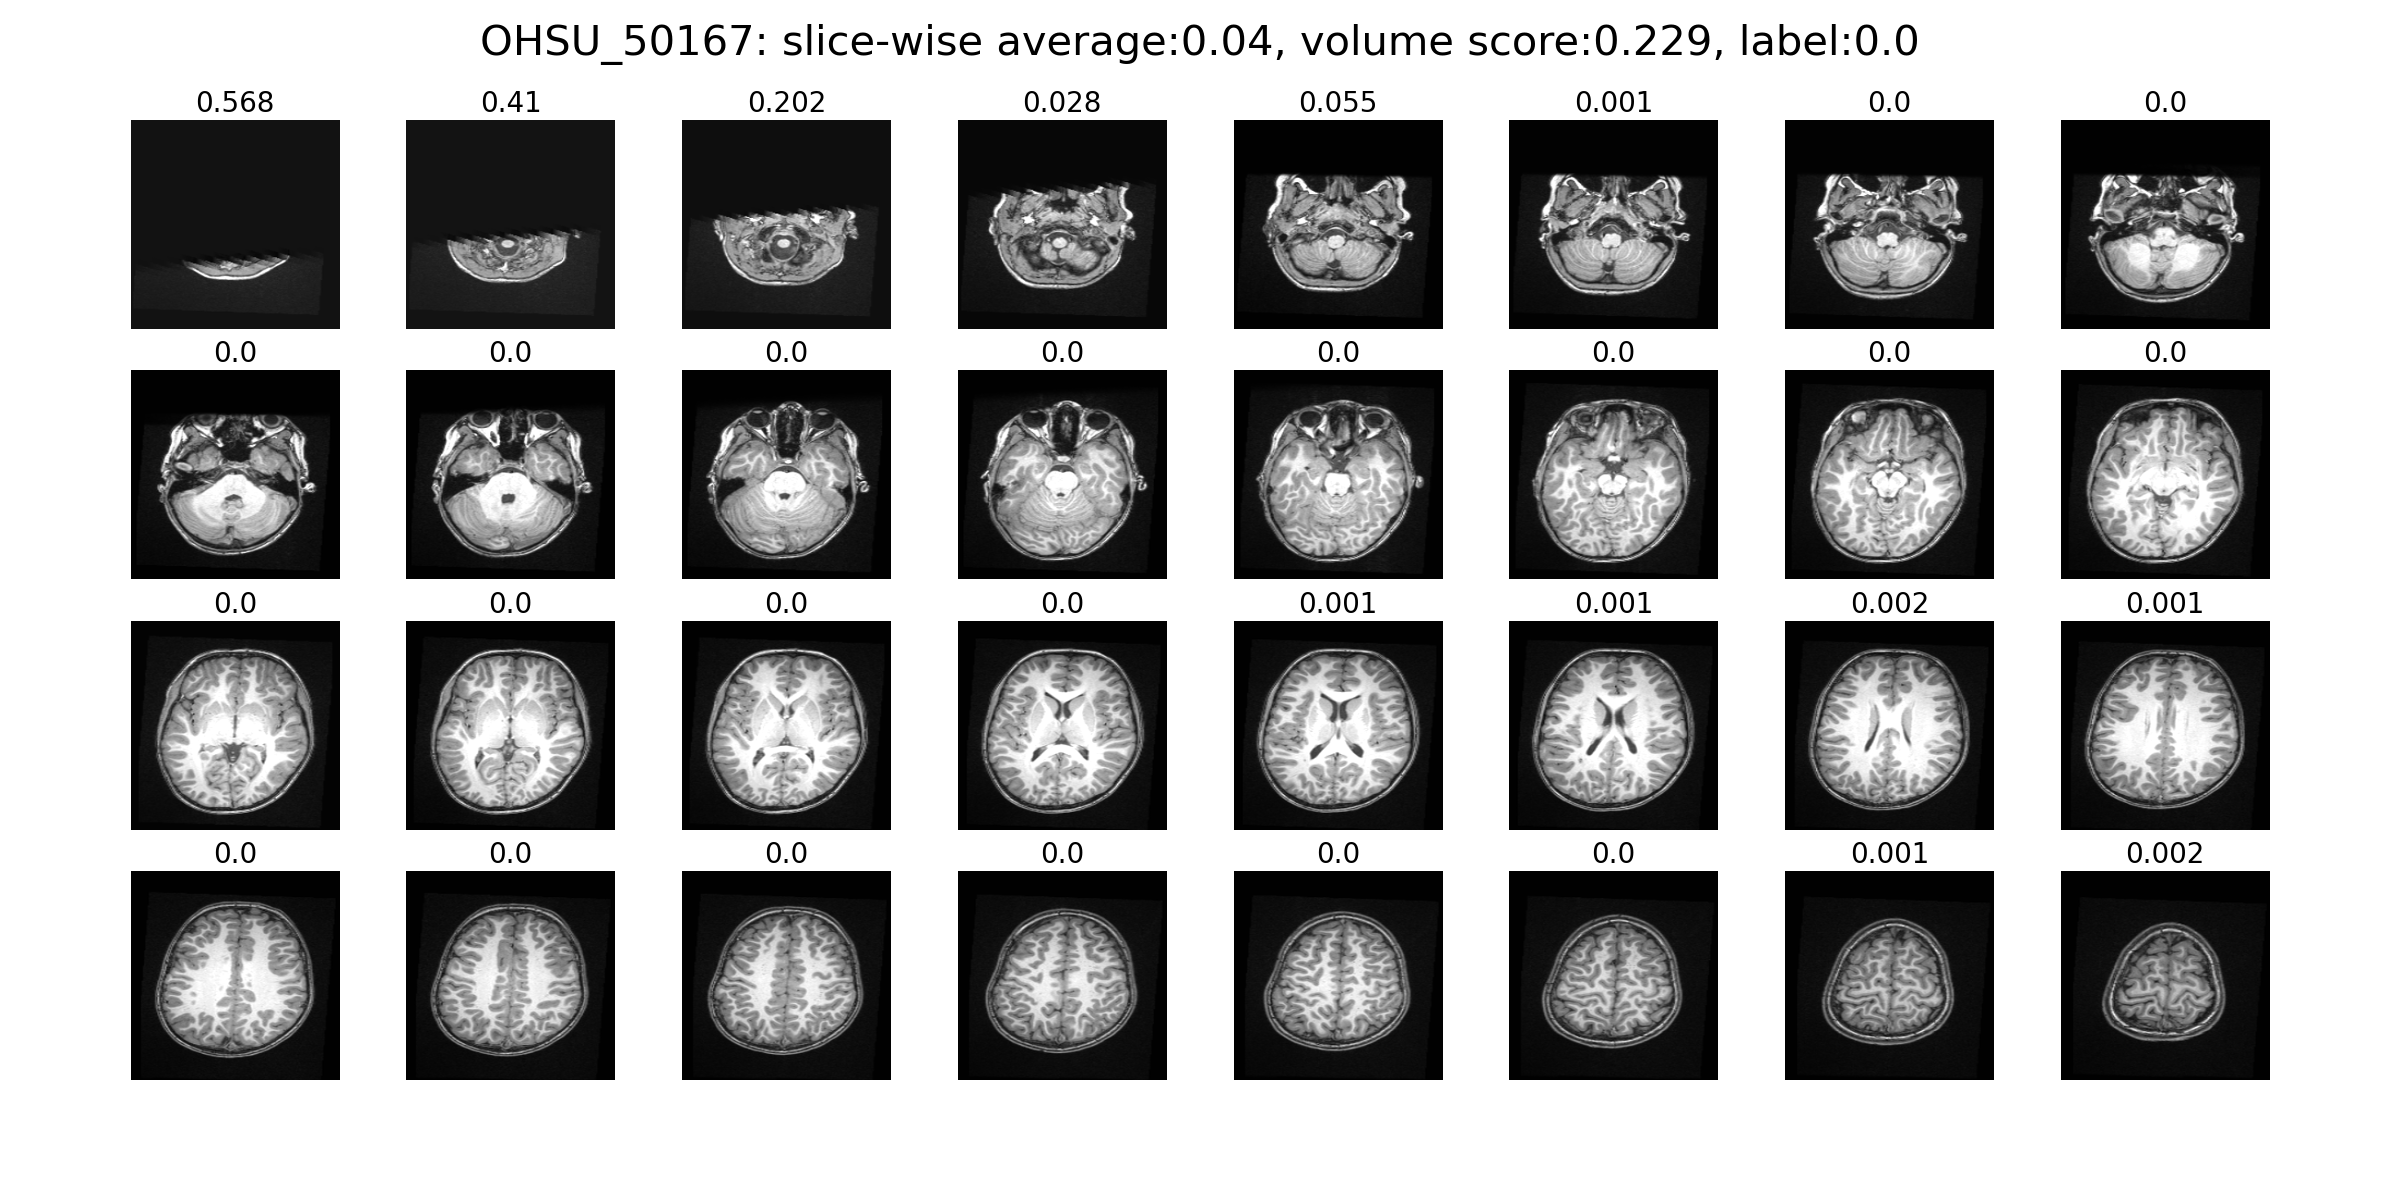 OHSU_50167: slice-wise average:0.04, volume score:0.229, label:0.0
0.568 0.41 0.202 0.028 0.055 0.001 0.0 0.0
0.0 0.0 0.0 0.0 0.0 0.0 0.0 0.0
0.0 0.0 0.0 0.0 0.001 0.001 0.002 0.001
0.0 0.0 0.0 0.0 0.0 0.0 0.001 0.002